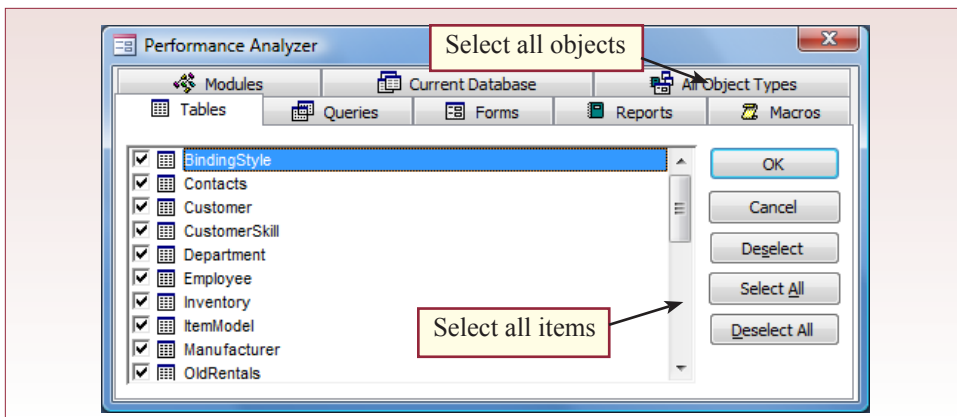 Performance Analyzer
Select all objects
Modules
Current Database
All Object Types
Tables
Queries
Forms
Reports
Macros
BindingStyle
Contacts
Customer
CustomerSkill
Department
Employee
Inventory
ItemModel
Manufacturer
OldRentals
OK
Cancel
Deselect
Select All
Deselect All
Select all items